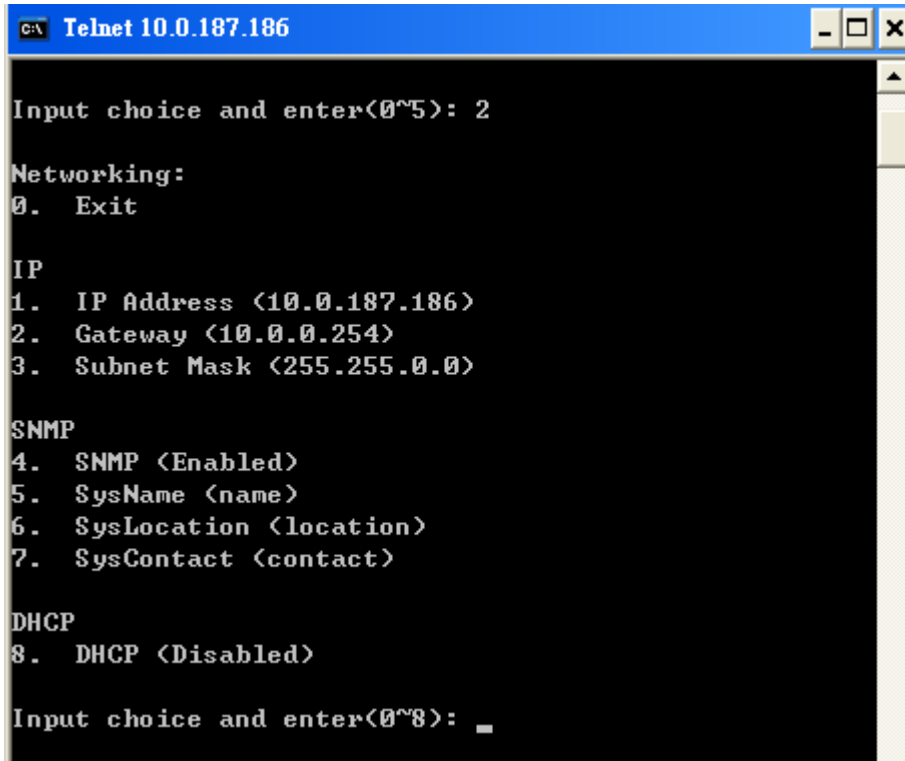 Telnet 10.0.187.186
Input choice and enter(0~5): 2
Networking:
0. Exit
IP
1. IP Address (10.0.187.186)
2. Gateway (10.0.0.254)
3. Subnet Mask (255.255.0.0)
SNMP
4. SNMP (Enabled)
5. SysName (name)
6. SysLocation (location)
7. SysContact (contact)
DHCP
8. DHCP (Disabled)
Input choice and enter(0~8): _